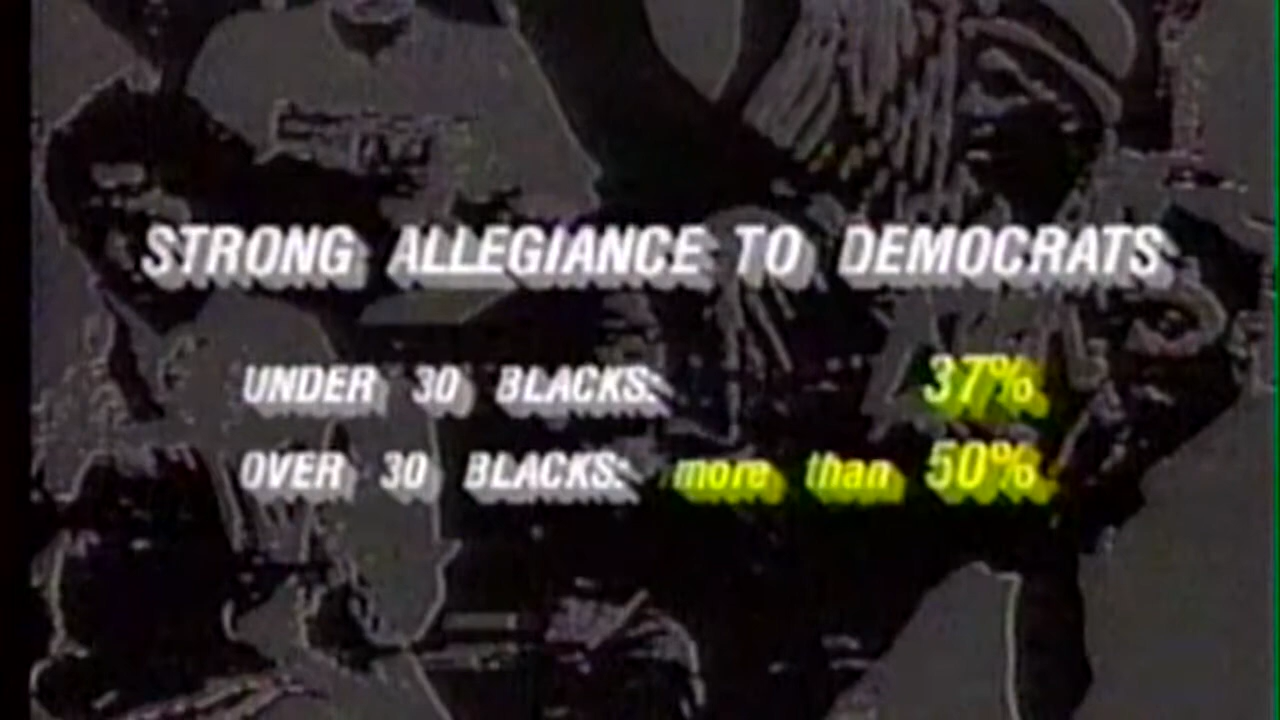 STRONG ALLEGIANCE TO DEMOCRATS
UNDER 30 BLACKS: 37%
OVER 30 BLACKS: more than 50%